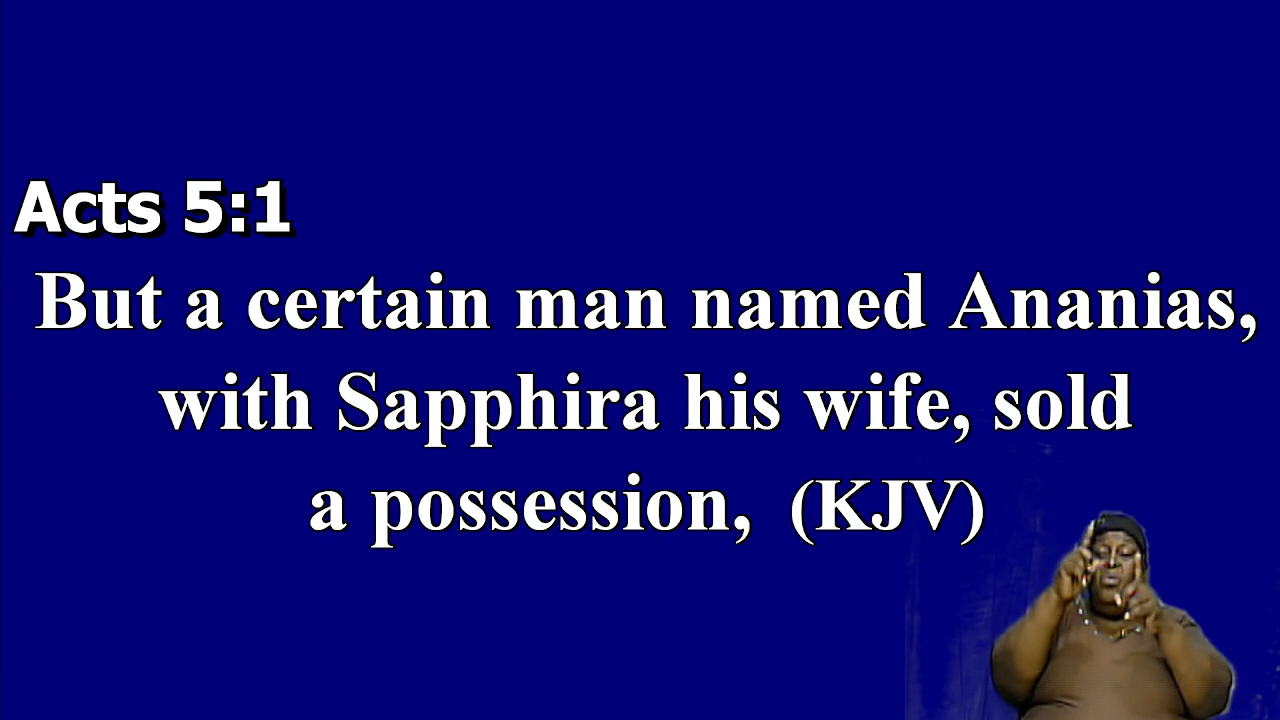 Acts 5:1
But a certain man named Ananias,
with Sapphira his wife, sold
a possession, (KJV)